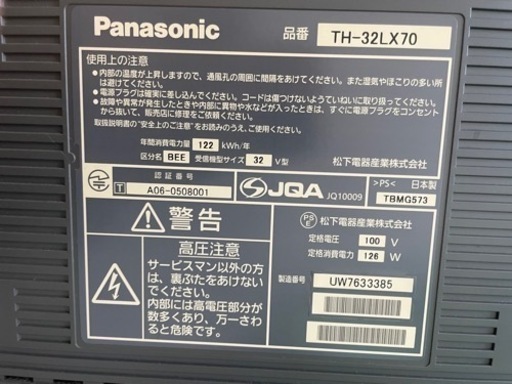 Panasonic
品番 TH-32LX70
使用上の注意
●内部の温度が上昇しますので、通風孔の周囲に間隔をあけてください。また湿気やほこりの多い所は避けてください。
●電源プラグは確実に差し込んでください。コードは傷つけないようていねいに取り扱ってください。
●故障や異常が発生したときや内部に異物や水などが入ったときは、すぐに電源プラグをコンセントから抜いて、販売店に修理をご依頼ください。
取扱説明書の"安全上のご注意"をお読みのうえ、ご使用ください。
年間消費電力量 122 kWh/年
区分名 BEE 受信機型サイズ 32 V型
松下電器産業株式会社
認証番号
T A06-0508001
JQA JQ10009
>PS< 日本製
TBMG573
警告
高圧注意
サービスマン以外の方は、裏ぶたをあけないでください。
内部には高電圧部分が数多くあり、万一さわると危険です。
PS E 松下電器産業株式会社
定格電圧 100 V
定格消費電力 126 W
製造番号 UW7633385